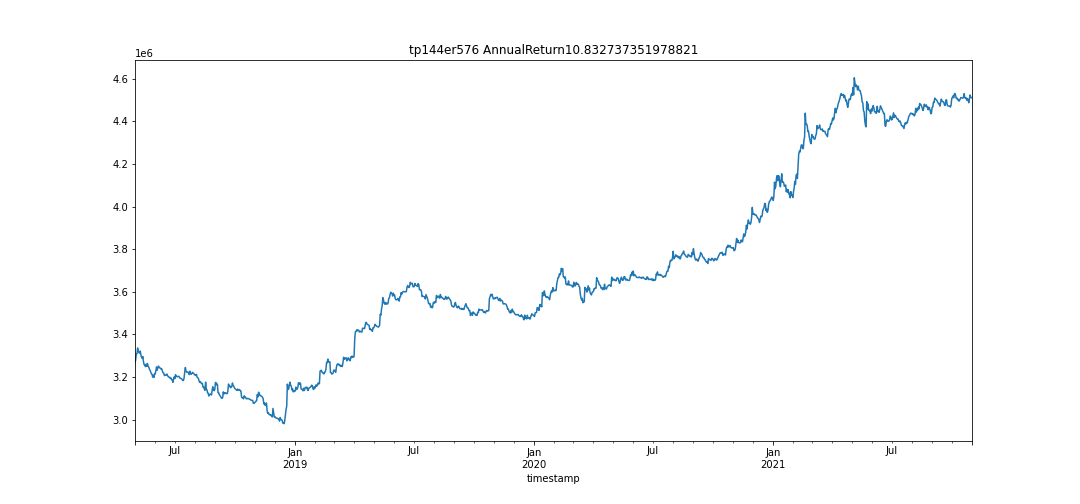 tp144er576 AnnualReturn10.832737351978821
1e6
4.6
4.4
4.2
4.0
3.8
3.6
3.4
3.2
3.0
Jul Jan Jul Jan Jul Jan Jul
2019 2020 2021
timestamp